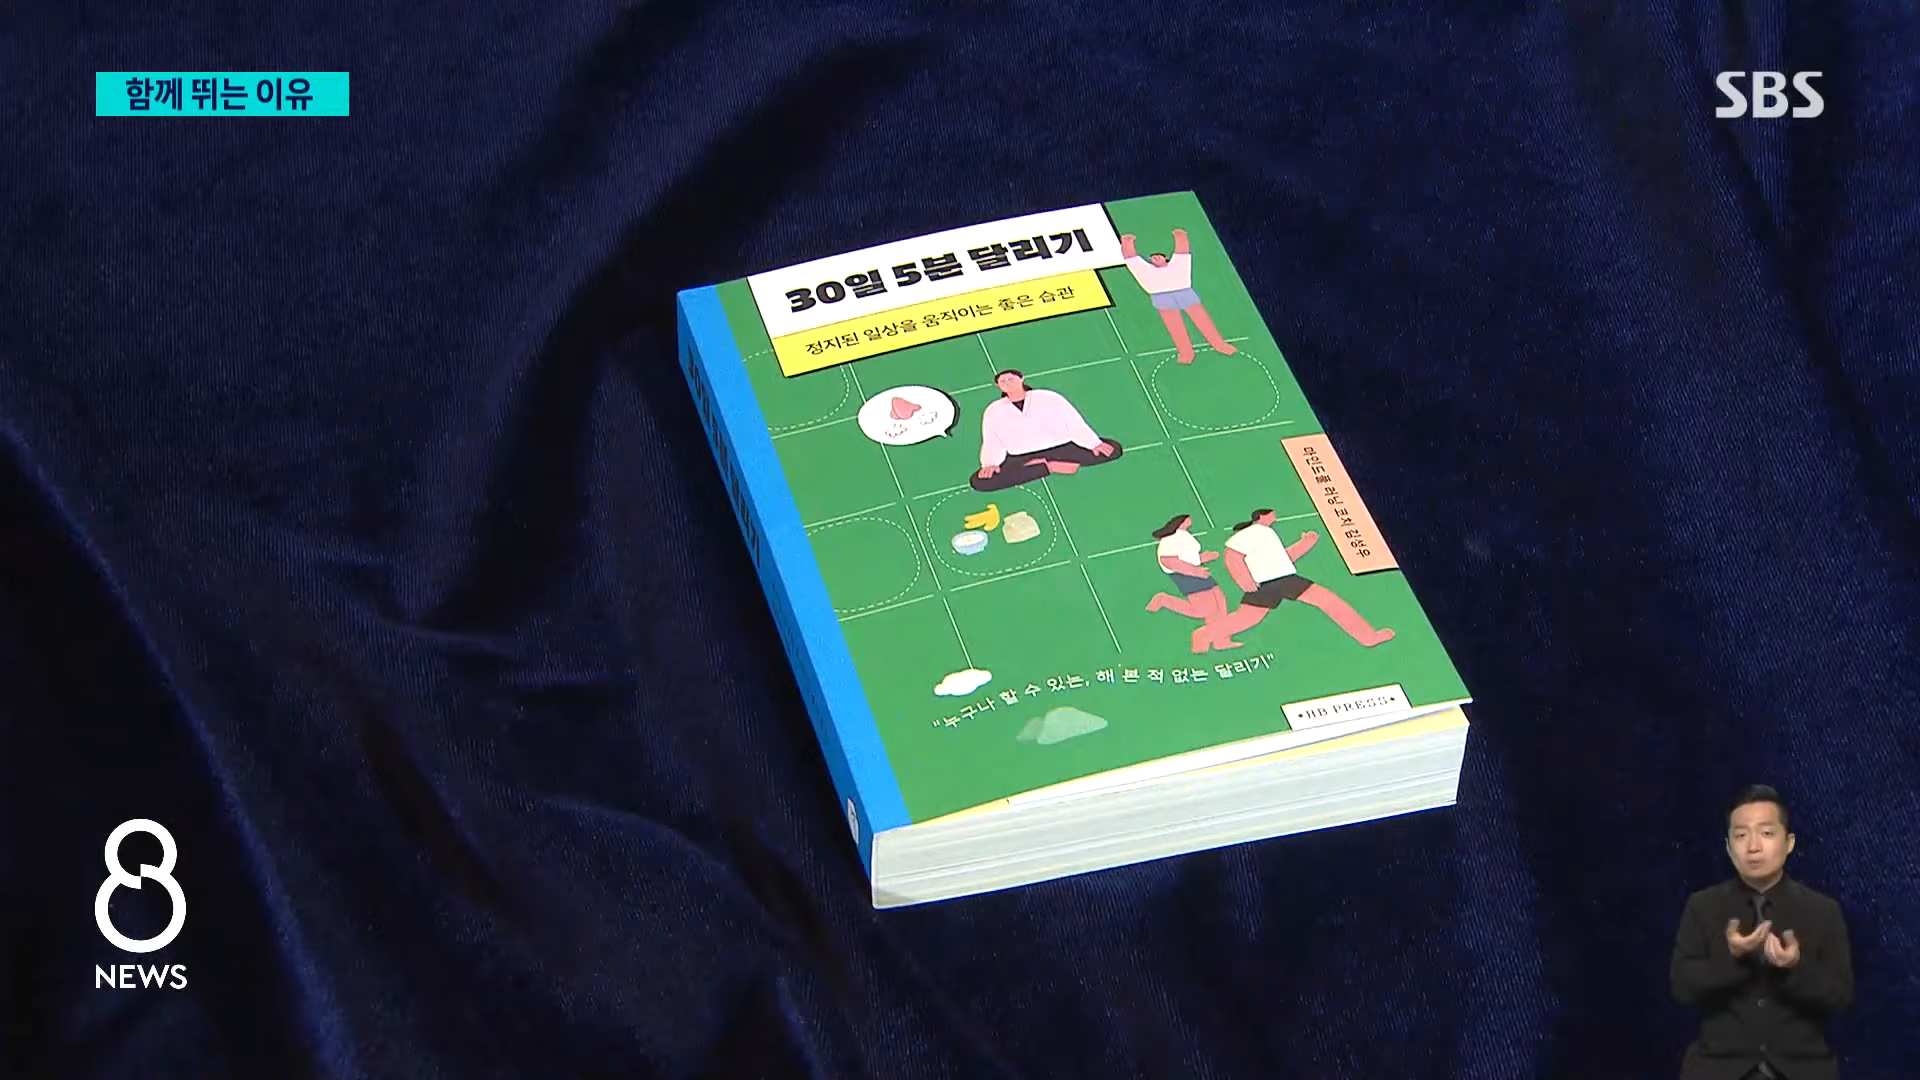 함께 뛰는 이유
SBS
30일 5분 달리기
정지된 일상을 움직이는 좋은 습관
마인드풀 러닝 코치 김성우
"누구나 할 수 있는, 해 본 적 없는 달리기"
HB PRESS
8
NEWS